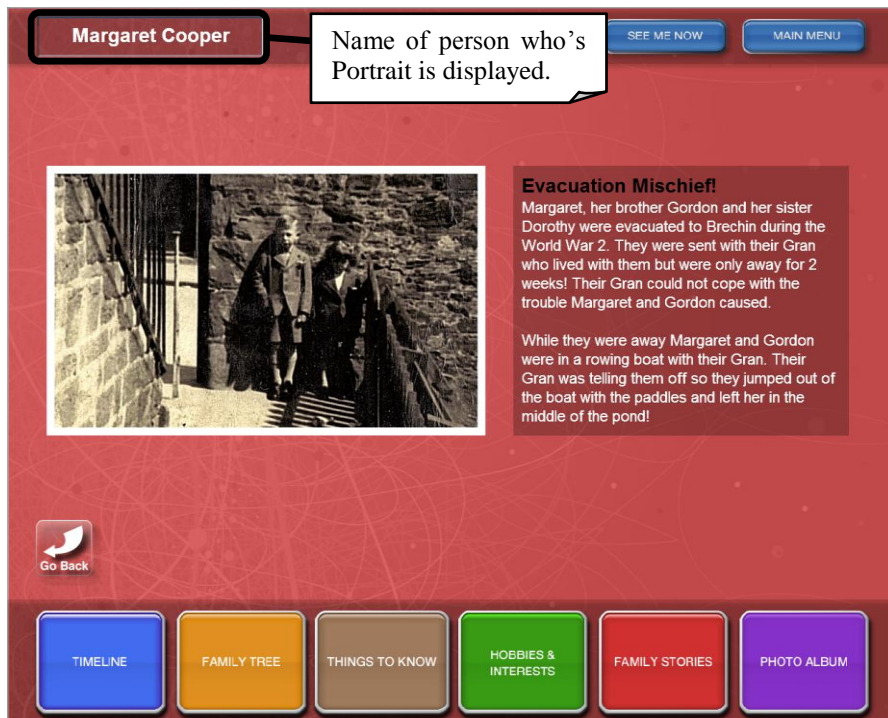 Margaret Cooper
Name of person who's
Portrait is displayed.
SEE ME NOW
MAIN MENU
Evacuation Mischief!
Margaret, her brother Gordon and her sister
Dorothy were evacuated to Brechin during the
World War 2. They were sent with their Gran
who lived with them but were only away for 2
weeks! Their Gran could not cope with the
trouble Margaret and Gordon caused.
While they were away Margaret and Gordon
were in a rowing boat with their Gran. Their
Gran was telling them off so they jumped out of
the boat with the paddles and left her in the
middle of the pond!
Go Back
TIMELINE
FAMILY TREE
THINGS TO KNOW
HOBBIES &
INTERESTS
FAMILY STORIES
PHOTO ALBUM